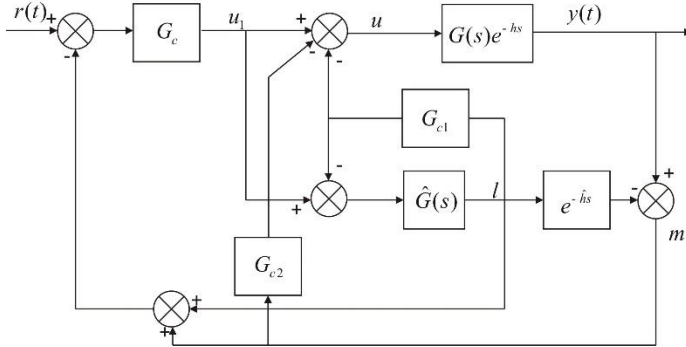 r(t) + - G_c u_1 + - - u G(s)e^{-hs} y(t)
G_{c1}
- + Ĝ(s) l e^{-ĥs} - + m
G_{c2}
+ +